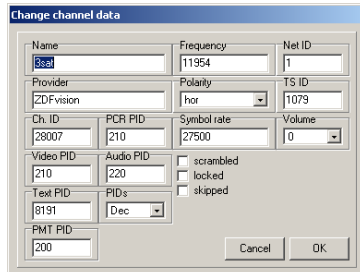 Change channel data
Name Frequency Net ID
3sat 11954 1
Provider Polarity TS ID
ZDFvision hor 1079
Ch. ID PCR PID Symbol rate Volume
28007 210 27500 0
Video PID Audio PID scrambled
210 220 locked
Text PID PIDs skipped
8191 Dec
PMT PID
200 Cancel OK